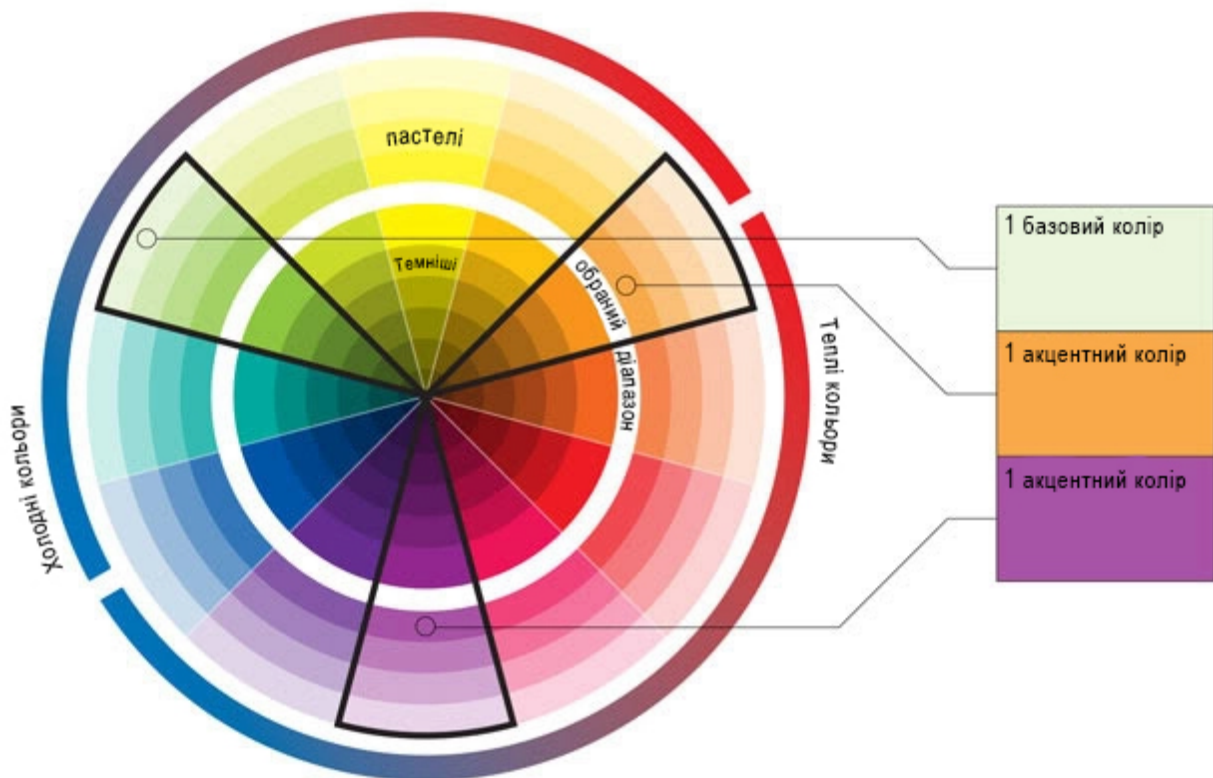 пастелі
Темніші
обраний діапазон
Холодні кольори
Теплі кольори
1 базовий колір
1 акцентний колір
1 акцентний колір